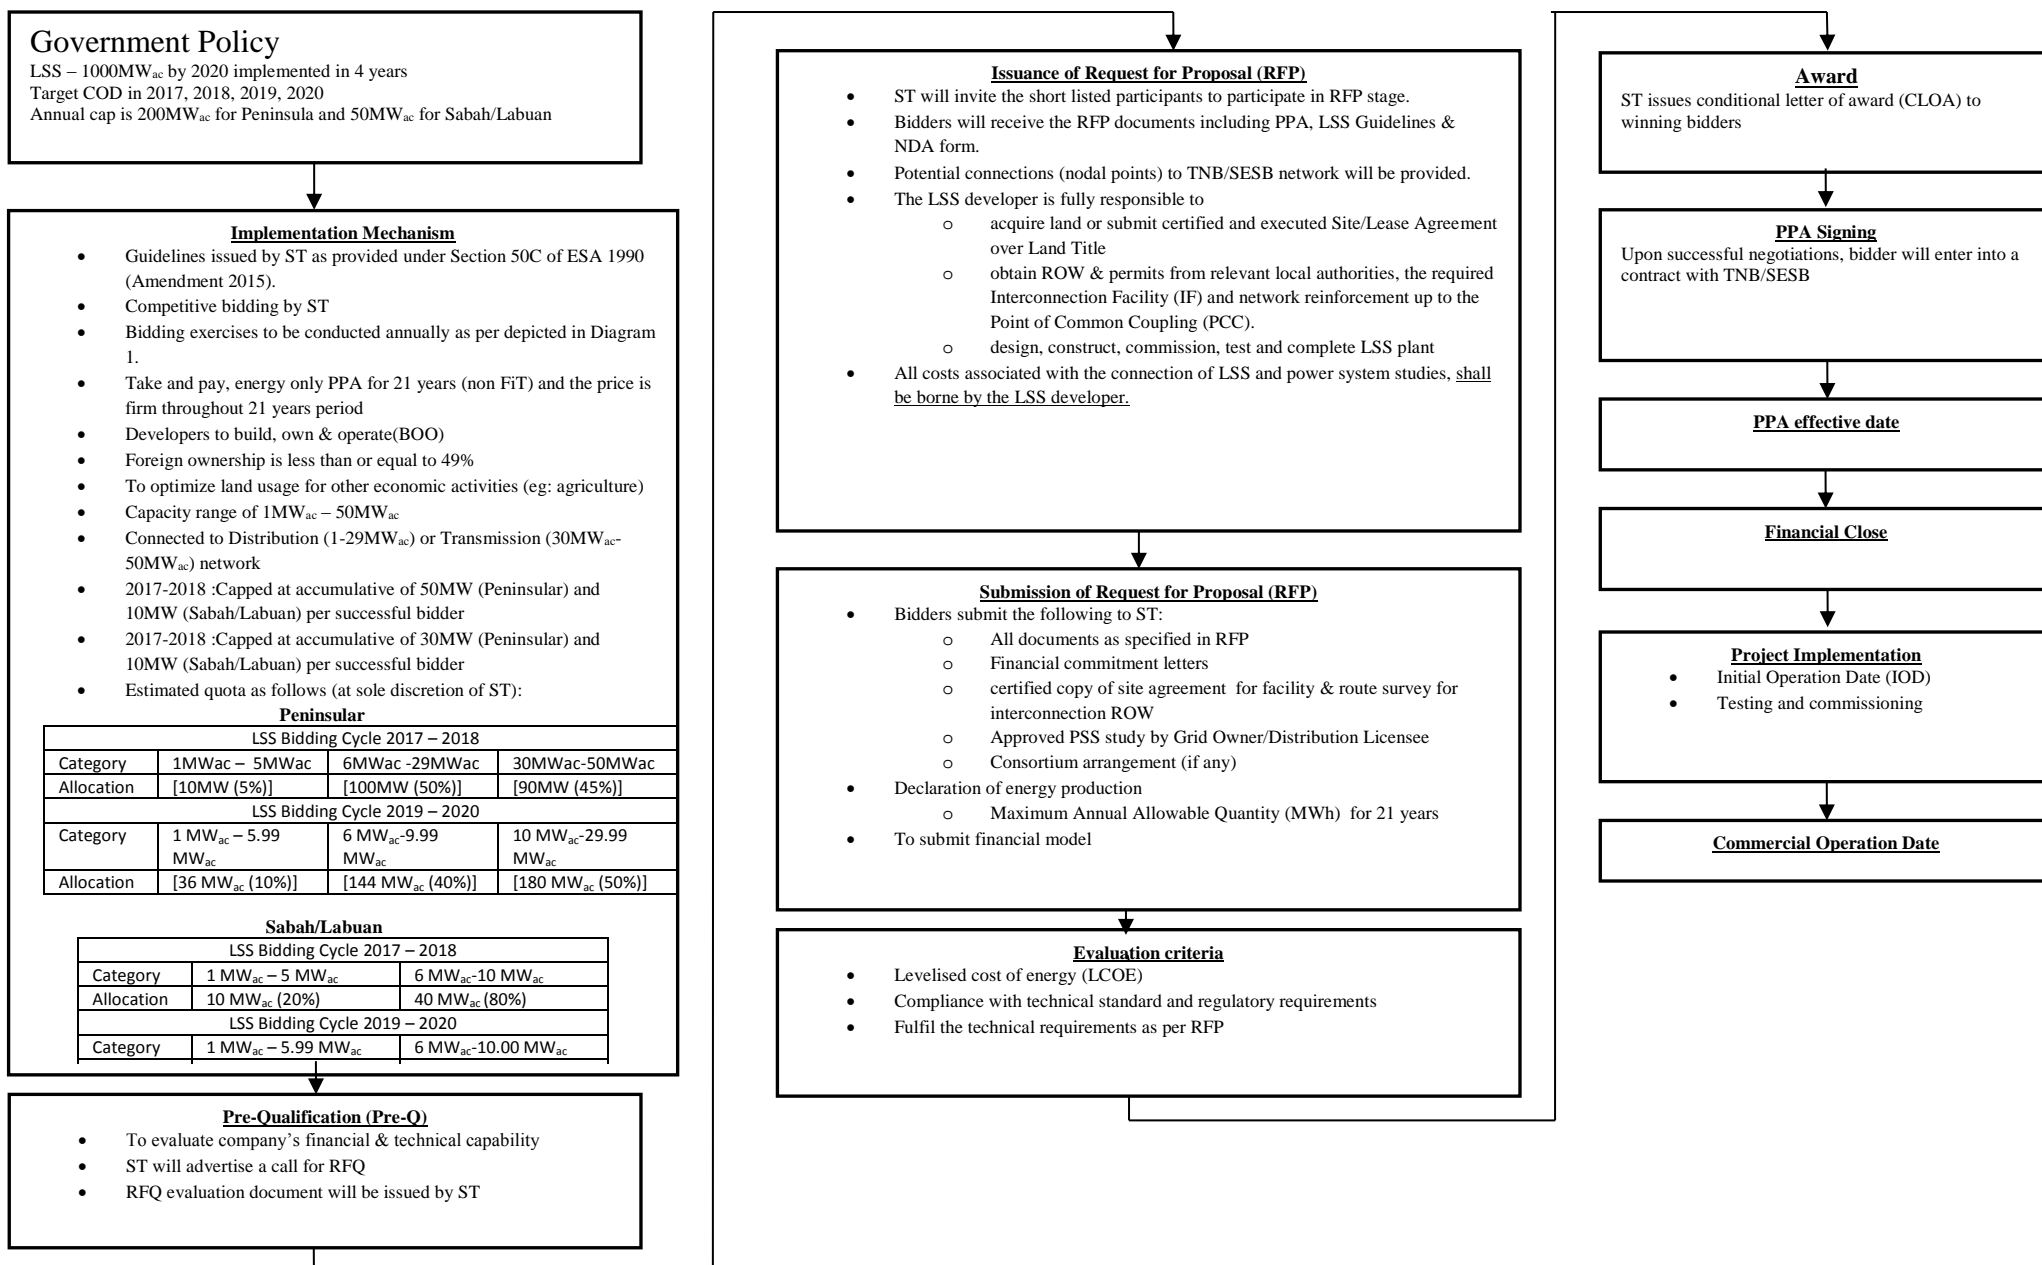 Government Policy
LSS – 1000MWac by 2020 implemented in 4 years
Target COD in 2017, 2018, 2019, 2020
Annual cap is 200MWac for Peninsula and 50MWac for Sabah/Labuan
Implementation Mechanism
• Guidelines issued by ST as provided under Section 50C of ESA 1990
(Amendment 2015).
• Competitive bidding by ST
• Bidding exercises to be conducted annually as per depicted in Diagram
1.
• Take and pay, energy only PPA for 21 years (non FiT) and the price is
firm throughout 21 years period
• Developers to build, own & operate(BOO)
• Foreign ownership is less than or equal to 49%
• To optimize land usage for other economic activities (eg: agriculture)
• Capacity range of 1MWac – 50MWac
• Connected to Distribution (1-29MWac) or Transmission (30MWac-
50MWac) network
• 2017-2018 :Capped at accumulative of 50MW (Peninsular) and
10MW (Sabah/Labuan) per successful bidder
• 2017-2018 :Capped at accumulative of 30MW (Peninsular) and
10MW (Sabah/Labuan) per successful bidder
• Estimated quota as follows (at sole discretion of ST):
Peninsular
LSS Bidding Cycle 2017 – 2018
Category 1MWac – 5MWac 6MWac -29MWac 30MWac-50MWac
Allocation [10MW (5%)] [100MW (50%)] [90MW (45%)]
LSS Bidding Cycle 2019 – 2020
Category 1 MWac – 5.99 6 MWac-9.99 10 MWac-29.99
MWac MWac MWac
Allocation [36 MWac (10%)] [144 MWac (40%)] [180 MWac (50%)]
Sabah/Labuan
LSS Bidding Cycle 2017 – 2018
Category 1 MWac – 5 MWac 6 MWac-10 MWac
Allocation 10 MWac (20%) 40 MWac (80%)
LSS Bidding Cycle 2019 – 2020
Category 1 MWac – 5.99 MWac 6 MWac-10.00 MWac
Pre-Qualification (Pre-Q)
• To evaluate company’s financial & technical capability
• ST will advertise a call for RFQ
• RFQ evaluation document will be issued by ST
Issuance of Request for Proposal (RFP)
• ST will invite the short listed participants to participate in RFP stage.
• Bidders will receive the RFP documents including PPA, LSS Guidelines &
NDA form.
• Potential connections (nodal points) to TNB/SESB network will be provided.
• The LSS developer is fully responsible to
o acquire land or submit certified and executed Site/Lease Agreement
over Land Title
o obtain ROW & permits from relevant local authorities, the required
Interconnection Facility (IF) and network reinforcement up to the
Point of Common Coupling (PCC).
o design, construct, commission, test and complete LSS plant
• All costs associated with the connection of LSS and power system studies, shall
be borne by the LSS developer.
Submission of Request for Proposal (RFP)
• Bidders submit the following to ST:
o All documents as specified in RFP
o Financial commitment letters
o certified copy of site agreement for facility & route survey for
interconnection ROW
o Approved PSS study by Grid Owner/Distribution Licensee
o Consortium arrangement (if any)
• Declaration of energy production
o Maximum Annual Allowable Quantity (MWh) for 21 years
• To submit financial model
Evaluation criteria
• Levelised cost of energy (LCOE)
• Compliance with technical standard and regulatory requirements
• Fulfil the technical requirements as per RFP
Award
ST issues conditional letter of award (CLOA) to
winning bidders
PPA Signing
Upon successful negotiations, bidder will enter into a
contract with TNB/SESB
PPA effective date
Financial Close
Project Implementation
• Initial Operation Date (IOD)
• Testing and commissioning
Commercial Operation Date